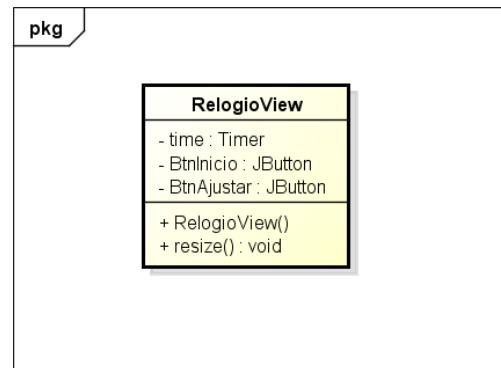 pkg
RelogioView
- time : Timer
- BtnInicio : JButton
- BtnAjustar : JButton
+ RelogioView()
+ resize() : void